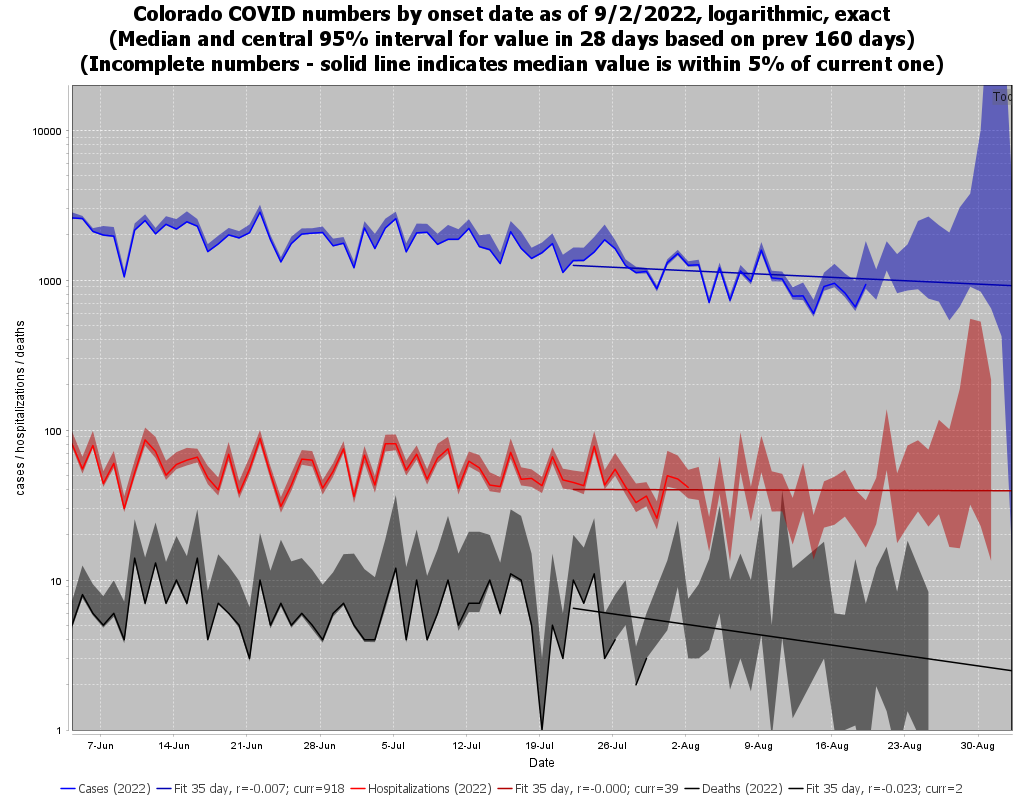 Colorado COVID numbers by onset date as of 9/2/2022, logarithmic, exact
(Median and central 95% interval for value in 28 days based on prev 160 days)
(Incomplete numbers - solid line indicates median value is within 5% of current one)
10000
1000
100
10
1
cases / hospitalizations / deaths
7-Jun 14-Jun 21-Jun 28-Jun 5-Jul 12-Jul 19-Jul 26-Jul 2-Aug 9-Aug 16-Aug 23-Aug 30-Aug
Date
Cases (2022) Fit 35 day, r=-0.007; curr=918 Hospitalizations (2022) Fit 35 day, r=-0.000; curr=39 Deaths (2022) Fit 35 day, r=-0.023; curr=2